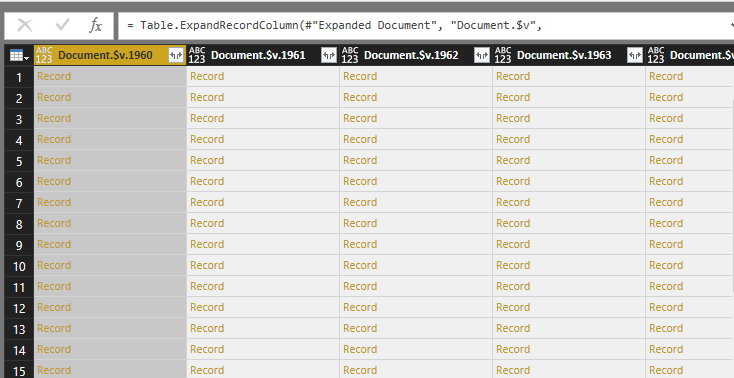 fx = Table.ExpandRecordColumn(#"Expanded Document", "Document.$v",
ABC 123 Document.$v.1960 ABC 123 Document.$v.1961 ABC 123 Document.$v.1962 ABC 123 Document.$v.1963 ABC 123 Document.$v
1 Record Record Record Record Record
2 Record Record Record Record Record
3 Record Record Record Record Record
4 Record Record Record Record Record
5 Record Record Record Record Record
6 Record Record Record Record Record
7 Record Record Record Record Record
8 Record Record Record Record Record
9 Record Record Record Record Record
10 Record Record Record Record Record
11 Record Record Record Record Record
12 Record Record Record Record Record
13 Record Record Record Record Record
14 Record Record Record Record Record
15 Record Record Record Record Record